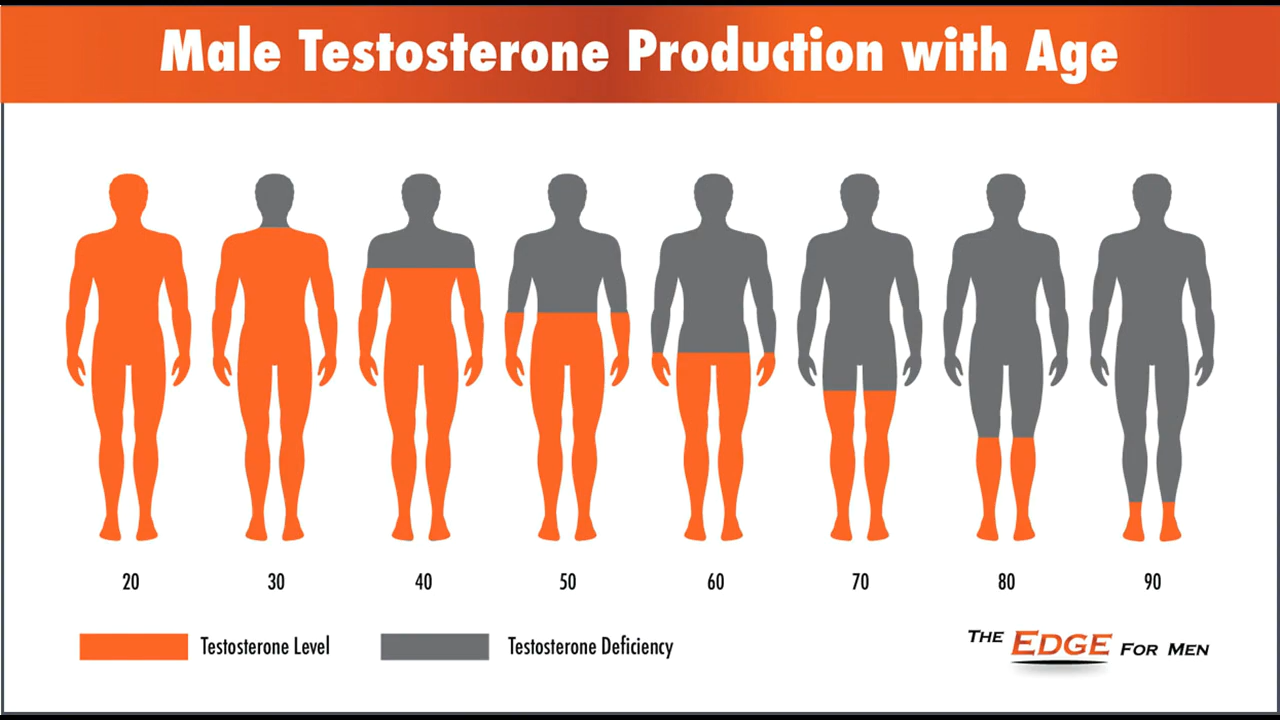 Male Testosterone Production with Age
20 30 40 50 60 70 80 90
Testosterone Level Testosterone Deficiency
THE EDGE FOR MEN